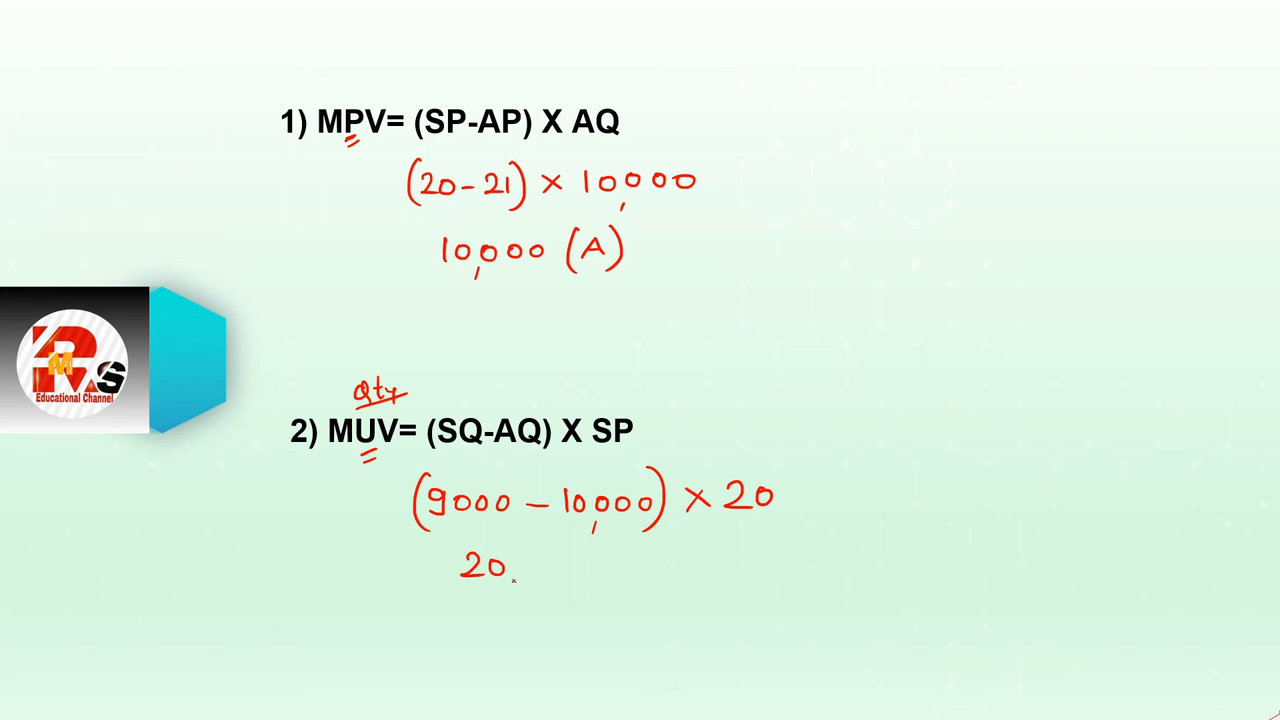 1) MPV= (SP-AP) X AQ
(20-21) × 10,000
10,000 (A)
M S
Educational Channel
Qty
2) MUV= (SQ-AQ) X SP
(9000 - 10,000) × 20
20,